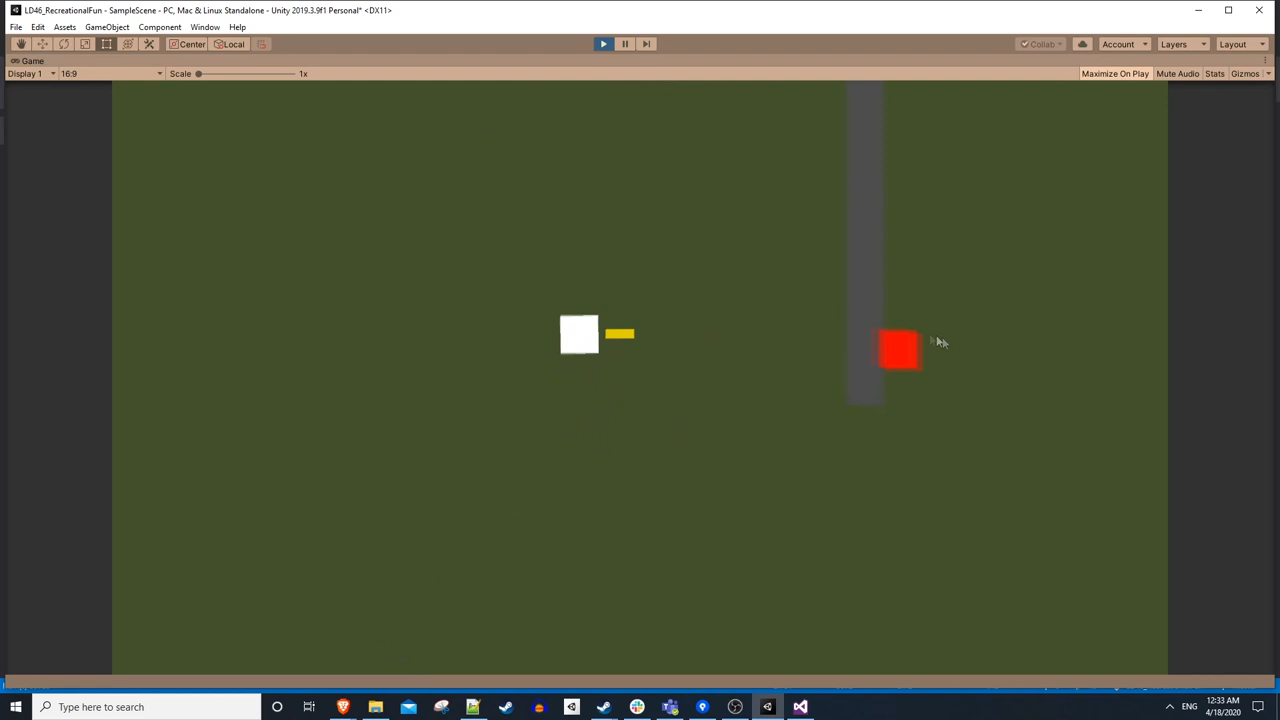 LD46_RecreationalFun - SampleScene - PC, Mac & Linux Standalone - Unity 2019.3.9f1 Personal* <DX11>
File Edit Assets GameObject Component Window Help
Center Local Collab Account Layers Layout
Game
Display 1 16:9 Scale 1x Maximize On Play Mute Audio Stats Gizmos
Type here to search
ENG
12:33 AM
4/18/2020